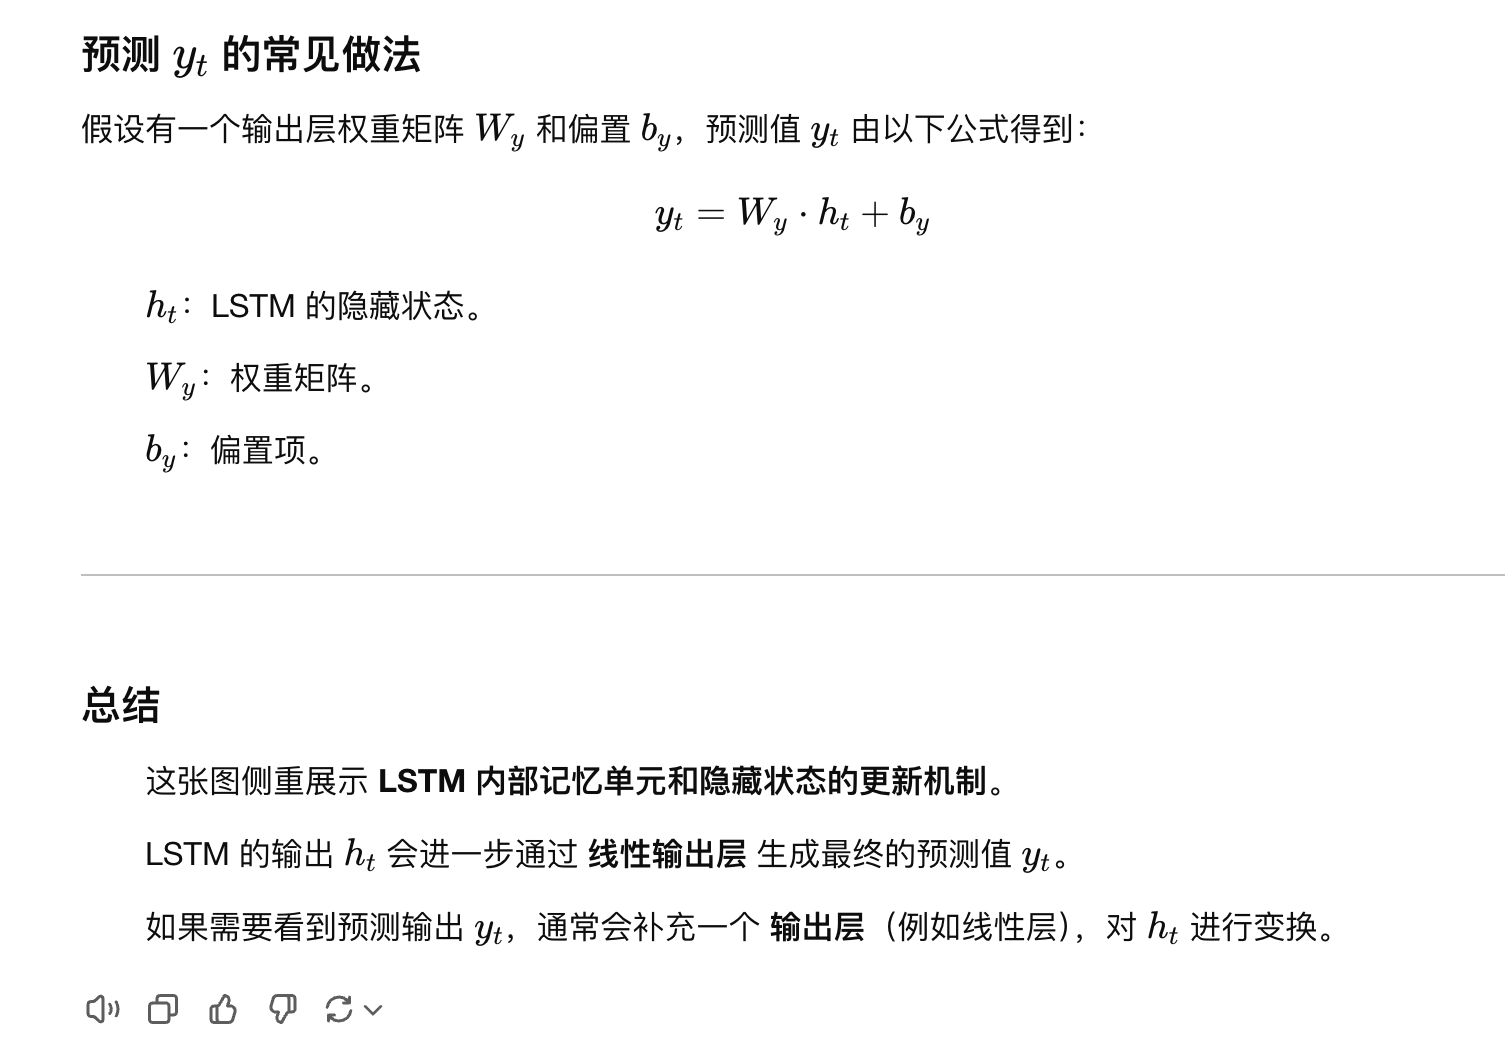 预测 y_t 的常见做法
假设有一个输出层权重矩阵 W_y 和偏置 b_y，预测值 y_t 由以下公式得到：
y_t = W_y · h_t + b_y
h_t：LSTM 的隐藏状态。
W_y：权重矩阵。
b_y：偏置项。
总结
这张图侧重展示 LSTM 内部记忆单元和隐藏状态的更新机制。
LSTM 的输出 h_t 会进一步通过 线性输出层 生成最终的预测值 y_t。
如果需要看到预测输出 y_t，通常会补充一个 输出层（例如线性层），对 h_t 进行变换。